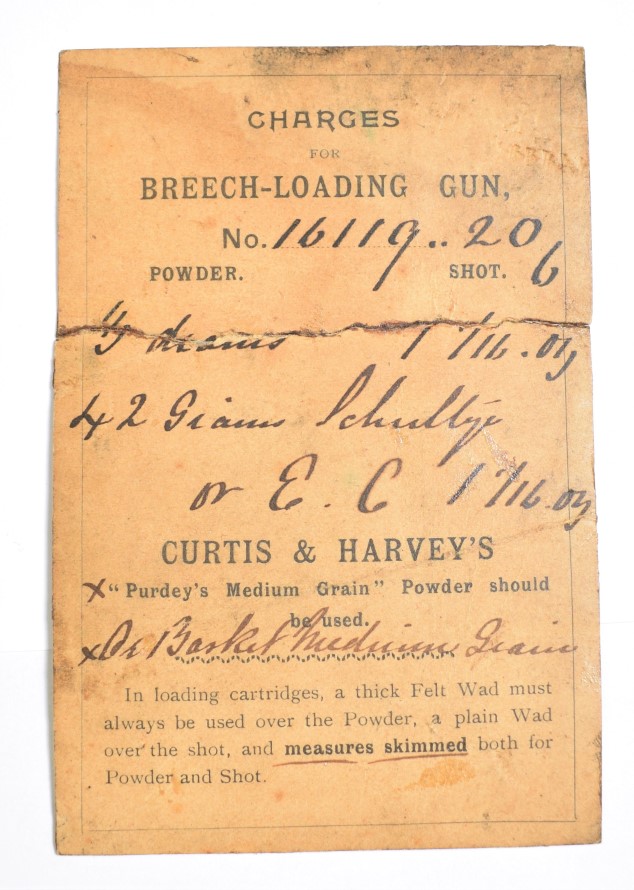 CHARGES
FOR
BREECH-LOADING GUN,
No. 16119..20
POWDER. SHOT. 6
drams 1 1/16. oz
42 Grams Schultze
or E. C 1 1/16. oz
CURTIS & HARVEY'S
x "Purdey's Medium Grain" Powder should
be used.
x Or Basket Medium Grain
In loading cartridges, a thick Felt Wad must
always be used over the Powder, a plain Wad
over the shot, and measures skimmed both for
Powder and Shot.